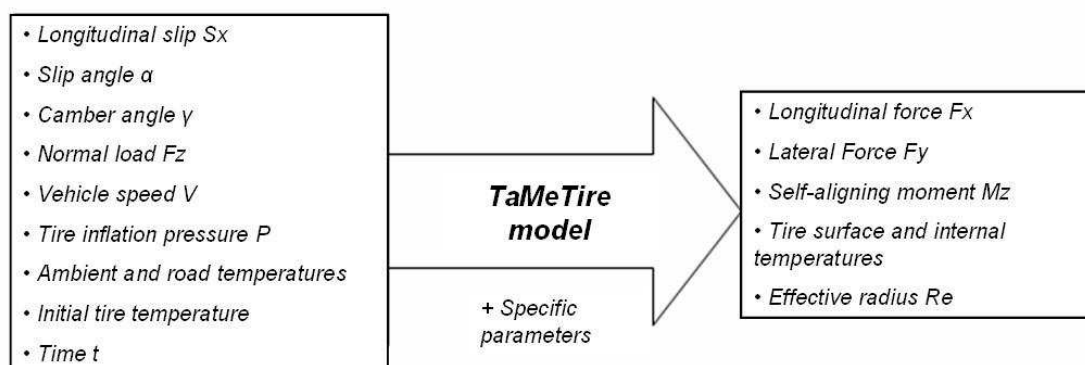 • Longitudinal slip Sx
• Slip angle α
• Camber angle γ
• Normal load Fz
• Vehicle speed V
• Tire inflation pressure P
• Ambient and road temperatures
• Initial tire temperature
• Time t
TaMeTire
model
+ Specific
parameters
• Longitudinal force Fx
• Lateral Force Fy
• Self-aligning moment Mz
• Tire surface and internal
temperatures
• Effective radius Re